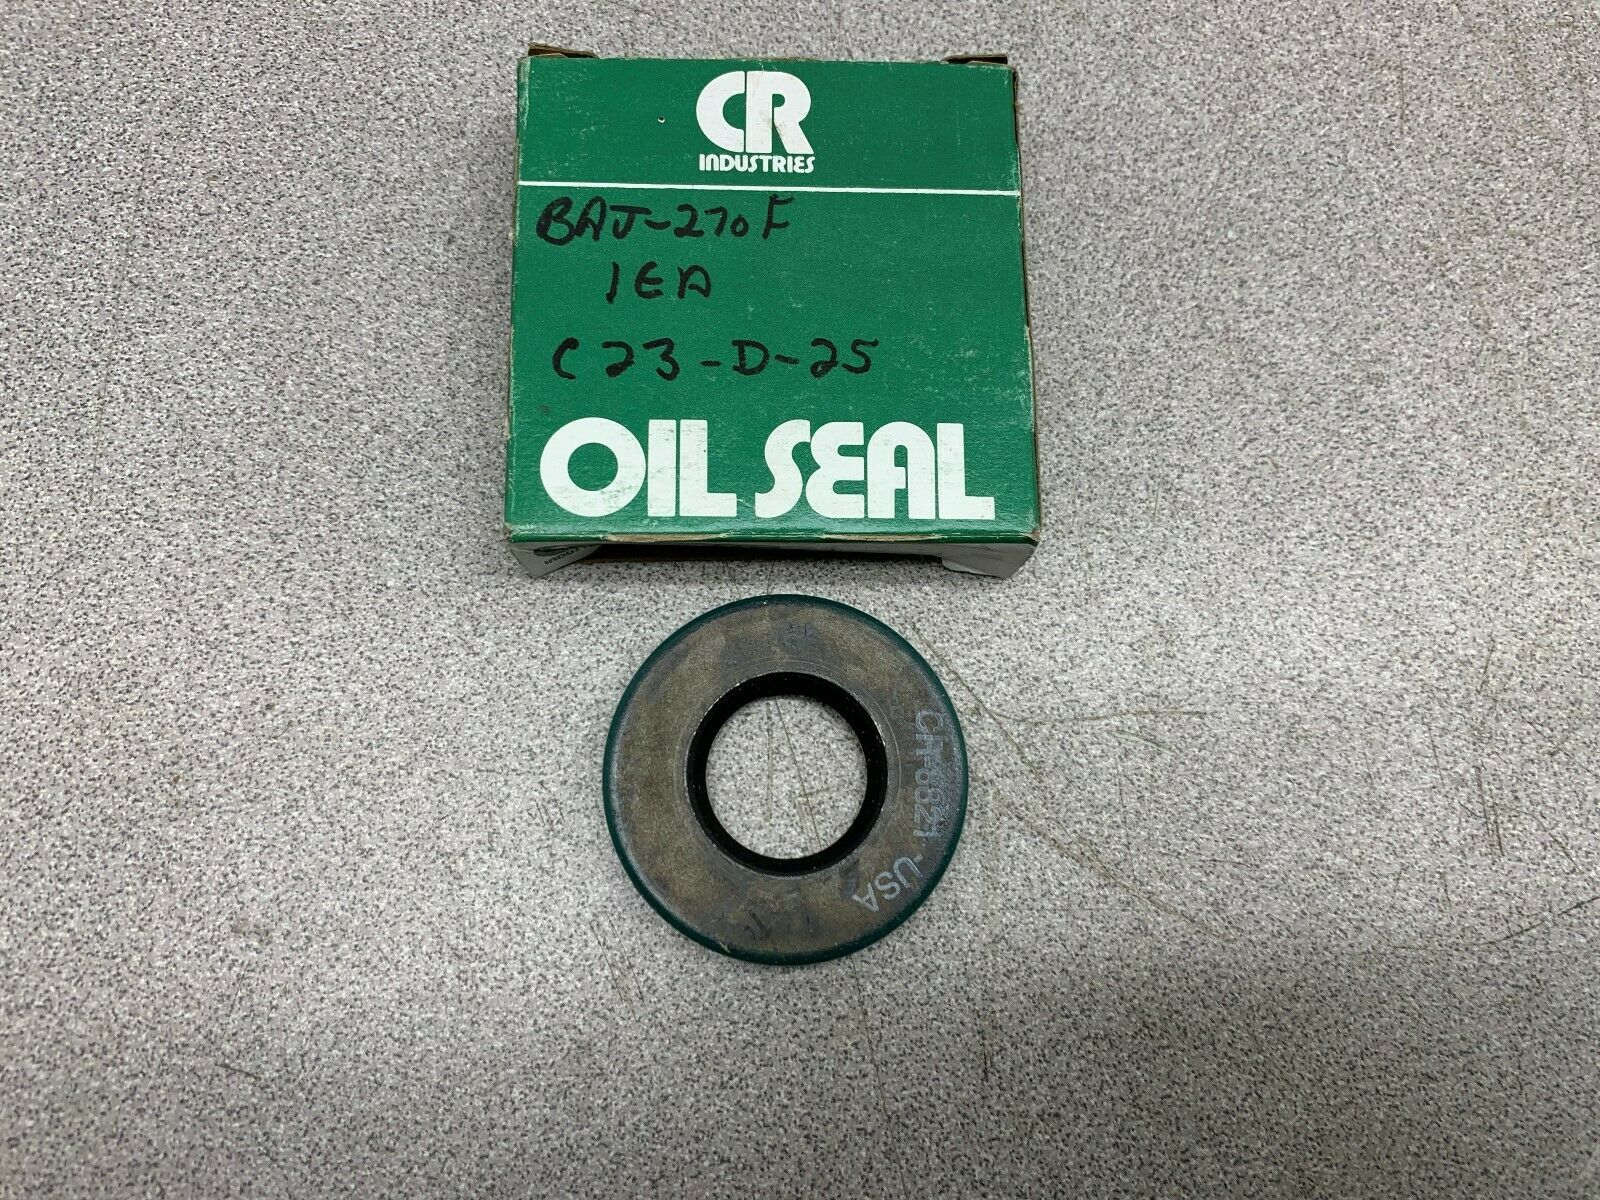 CR
INDUSTRIES
BAJ-270F
1EA
C23-D-25
OIL SEAL
USA